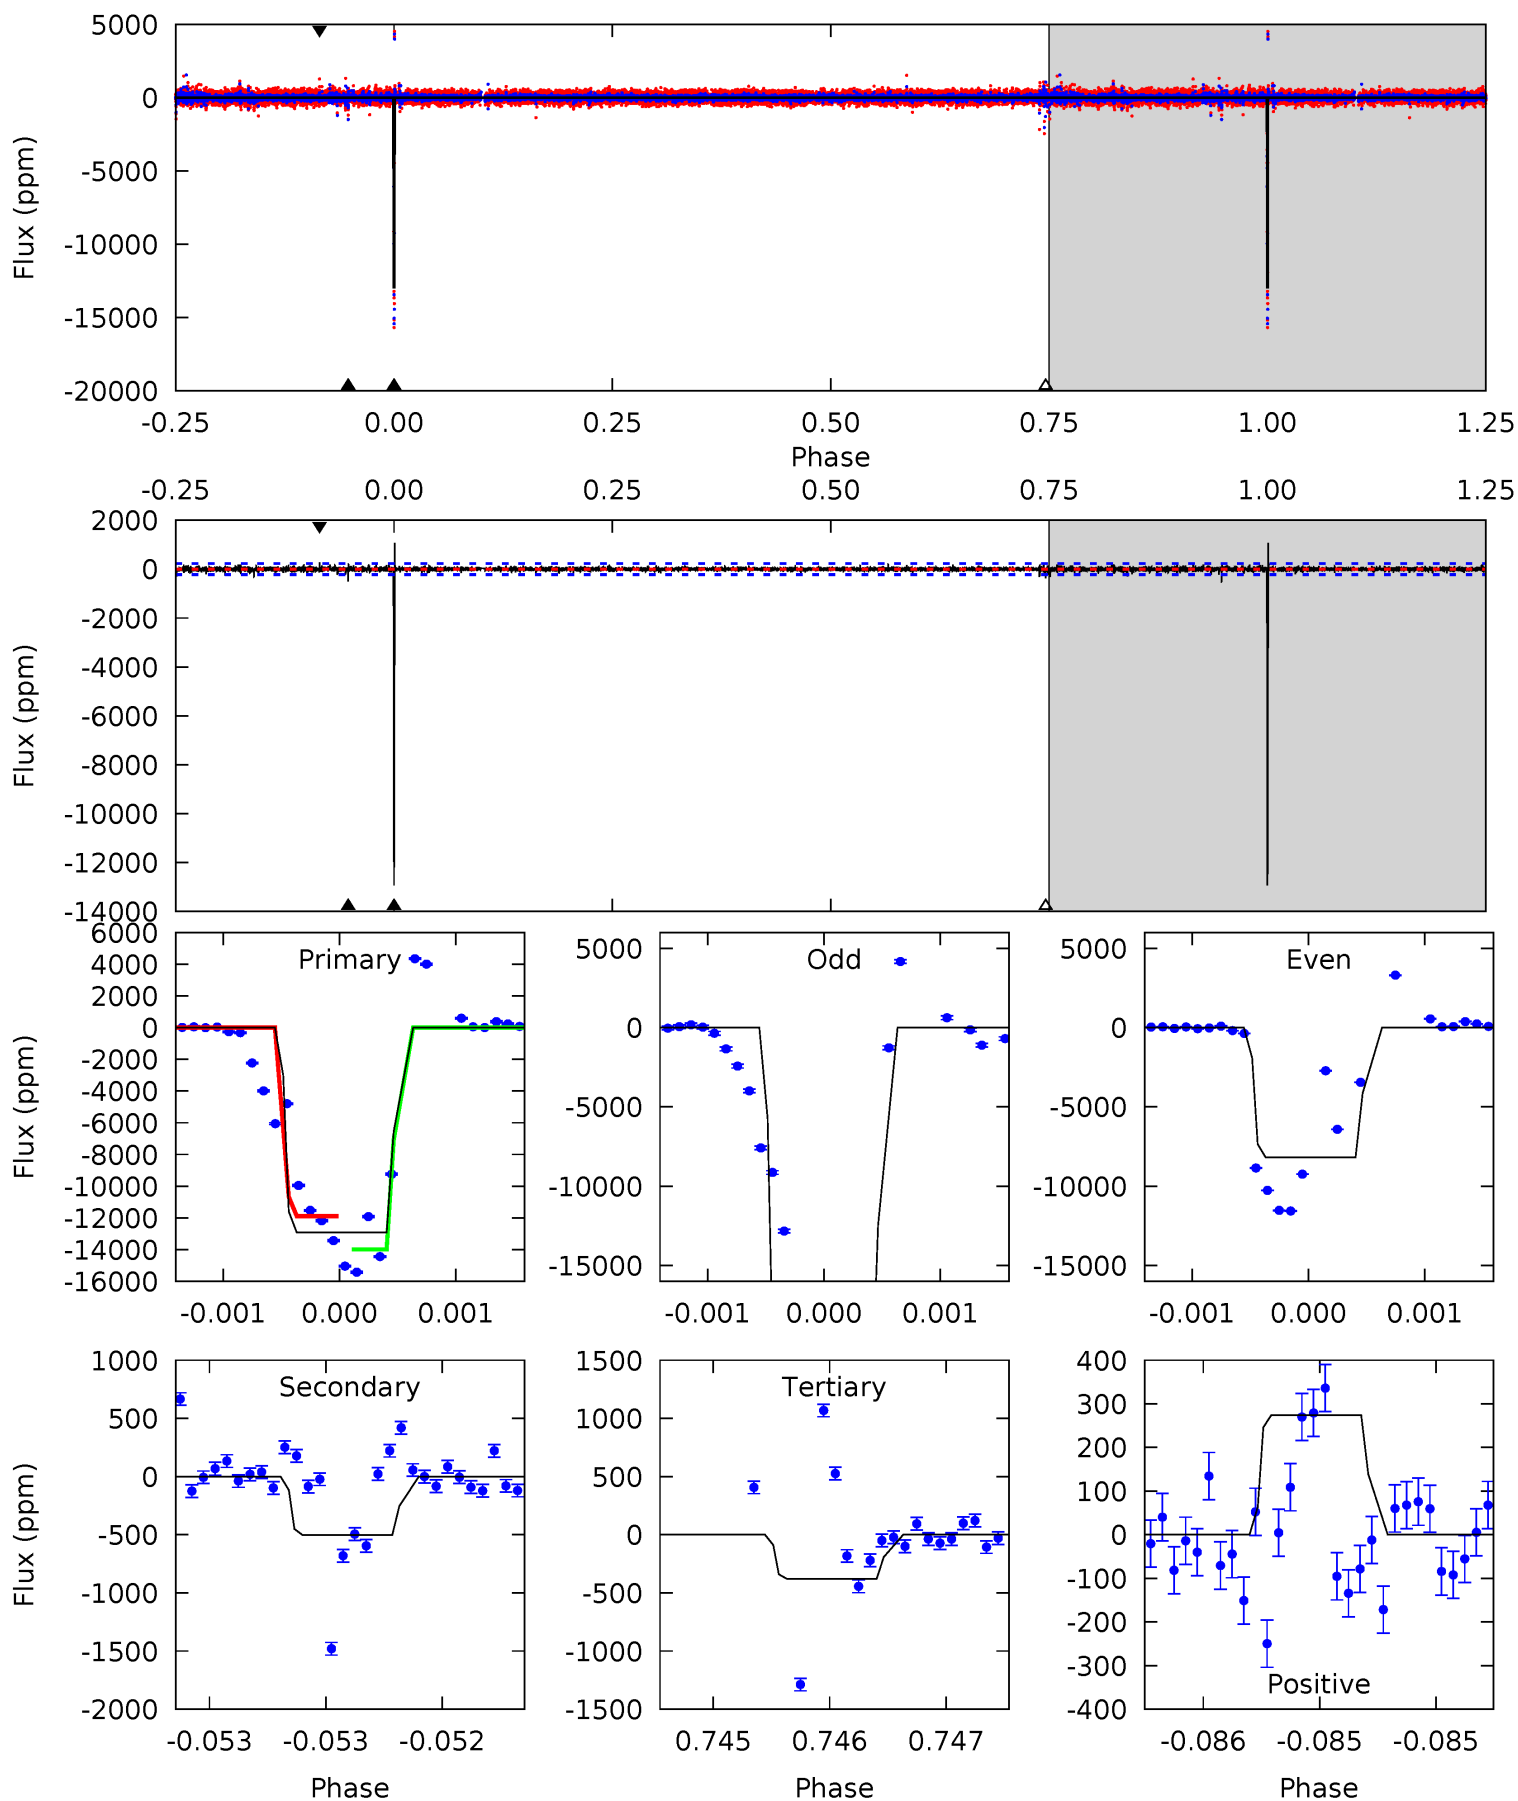 5000
0
-5000
-10000
-15000
-20000
Flux (ppm)
-0.25 0.00 0.25 0.50 0.75 1.00 1.25
Phase
-0.25 0.00 0.25 0.50 0.75 1.00 1.25
2000
0
-2000
-4000
-6000
-8000
-10000
-12000
-14000
Flux (ppm)
Primary
6000
4000
2000
0
-2000
-4000
-6000
-8000
-10000
-12000
-14000
-16000
Flux (ppm)
-0.001 0.000 0.001
Odd
5000
0
-5000
-10000
-15000
-0.001 0.000 0.001
Even
5000
0
-5000
-10000
-15000
-0.001 0.000 0.001
Secondary
1000
500
0
-500
-1000
-1500
-2000
Flux (ppm)
-0.053 -0.053 -0.052
Phase
Tertiary
1500
1000
500
0
-500
-1000
-1500
0.745 0.746 0.747
Phase
400
300
200
100
0
-100
-200
-300
-400
Positive
-0.086 -0.085 -0.085
Phase